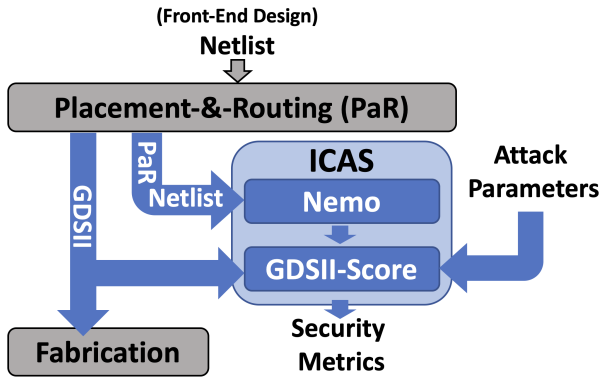 (Front-End Design)
Netlist
Placement-&-Routing (PaR)
GDSII
PaR
Netlist
ICAS
Nemo
GDSII-Score
Attack
Parameters
Security
Metrics
Fabrication